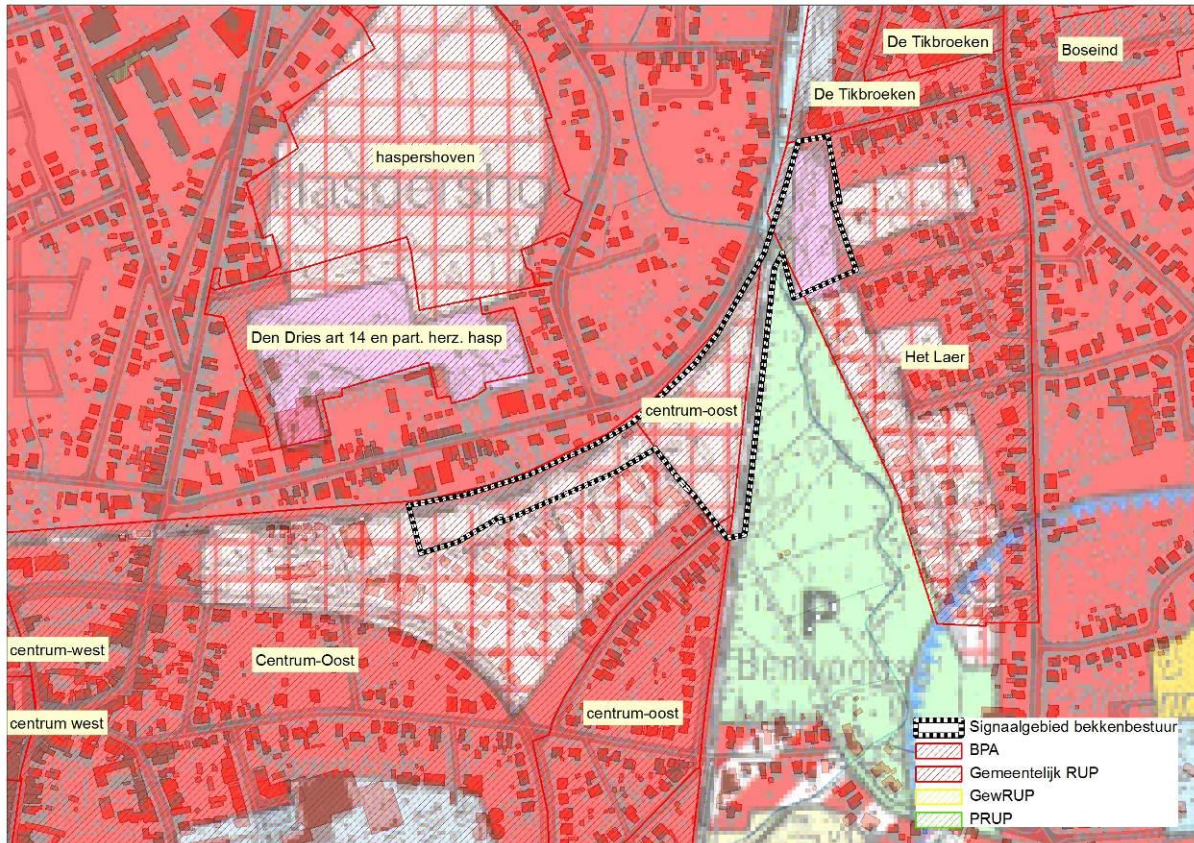 De Tikbroeken
Boseind
De Tikbroeken
haspershoven
Den Dries art 14 en part. herz. hasp
Het Laer
centrum-oost
centrum-west
Centrum-Oost
centrum west
centrum-oost
P
Signaalgebied bekkenbestuur
BPA
Gemeentelijk RUP
GewRUP
PRUP